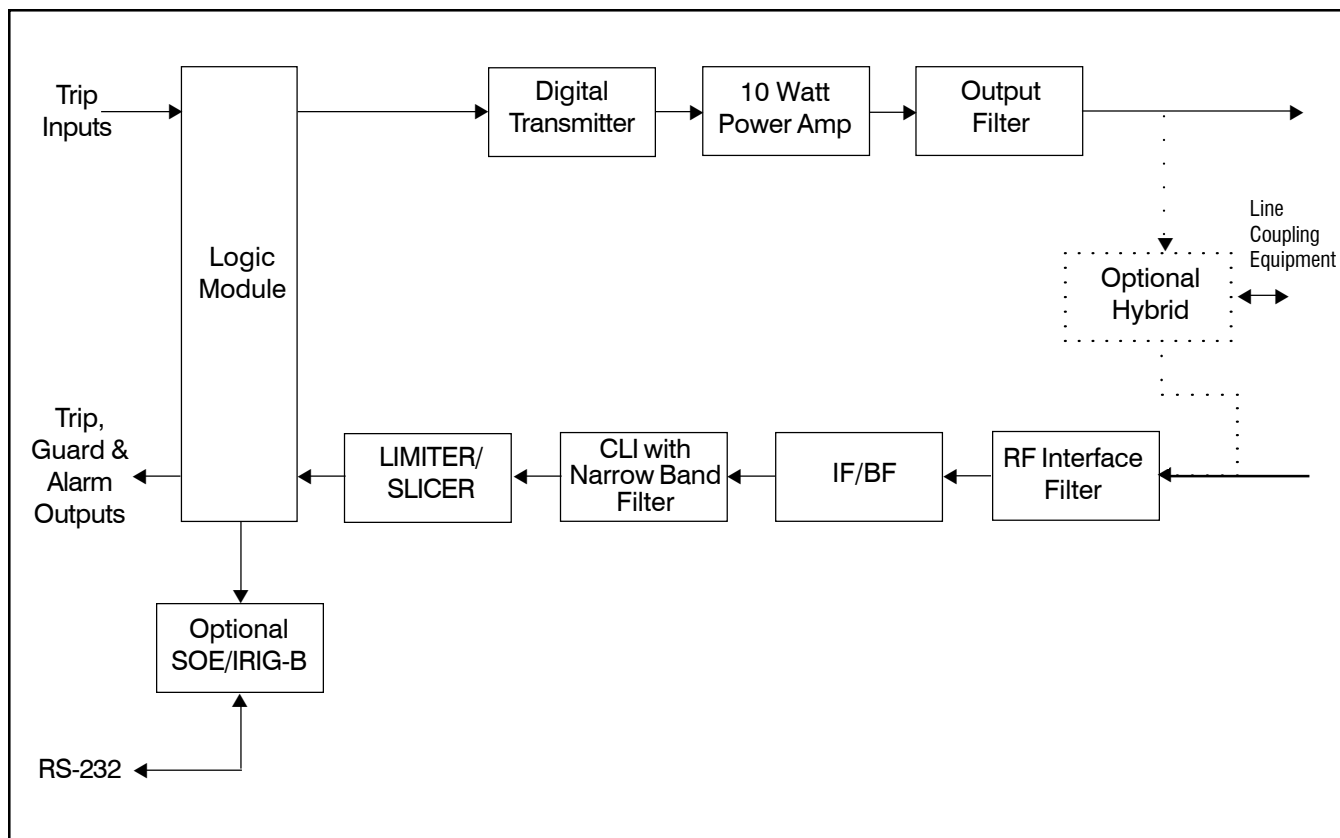 Trip
Inputs
Logic
Module
Digital
Transmitter
10 Watt
Power Amp
Output
Filter
Line
Coupling
Equipment
Optional
Hybrid
Trip,
Guard &
Alarm
Outputs
LIMITER/
SLICER
CLI with
Narrow Band
Filter
IF/BF
RF Interface
Filter
Optional
SOE/IRIG-B
RS-232